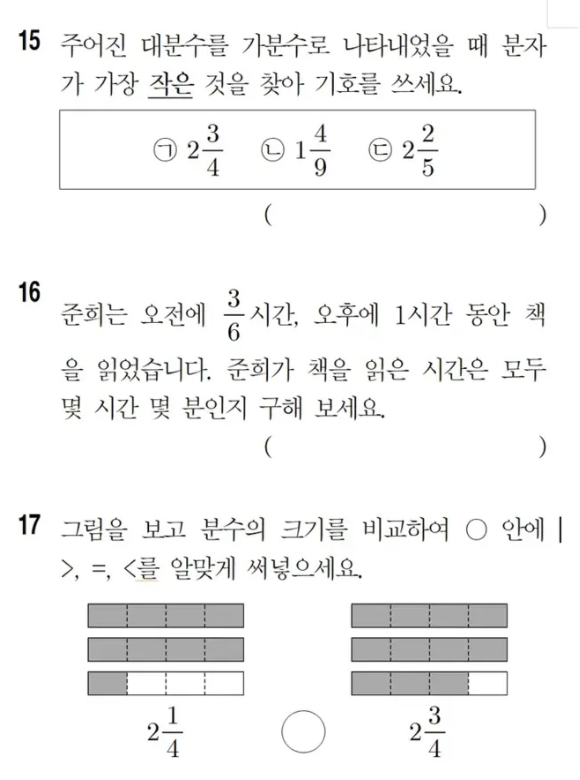 15 주어진 대분수를 가분수로 나타내었을 때 분자
가 가장 작은 것을 찾아 기호를 쓰세요.
㉠ 2 3/4 ㉡ 1 4/9 ㉢ 2 2/5
( )
16 준희는 오전에 3/6 시간, 오후에 1시간 동안 책
을 읽었습니다. 준희가 책을 읽은 시간은 모두
몇 시간 몇 분인지 구해 보세요.
( )
17 그림을 보고 분수의 크기를 비교하여 ○ 안에
>, =, <를 알맞게 써넣으세요.
2 1/4 ○ 2 3/4